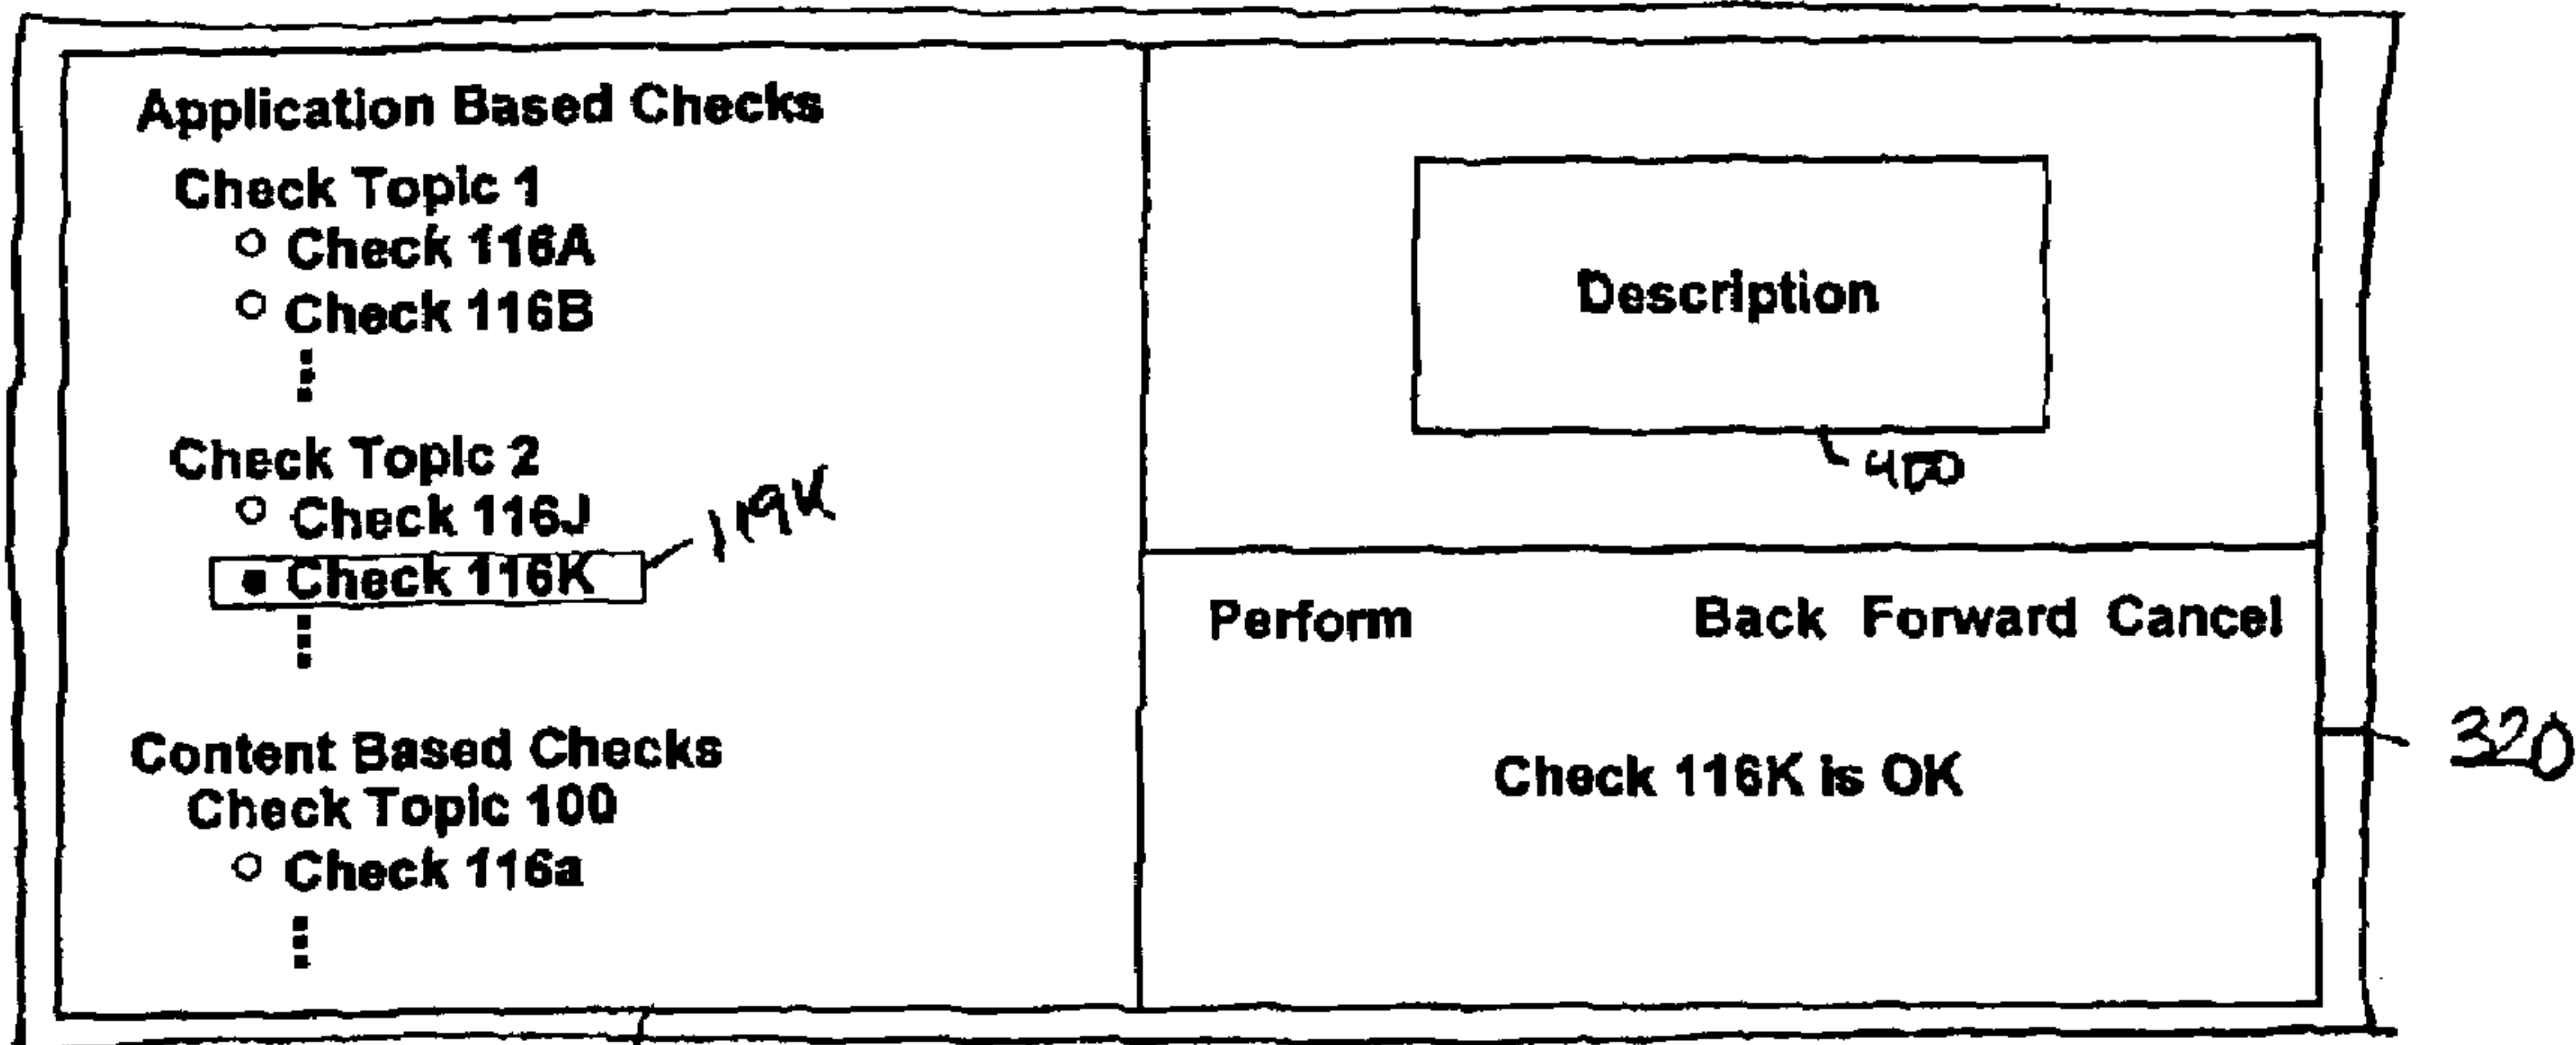 Application Based Checks
Check Topic 1
Check 116A
Check 116B
Check Topic 2
Check 116J
Check 116K
119K
Content Based Checks
Check Topic 100
Check 116a
Description
400
Perform Back Forward Cancel
Check 116K is OK
320